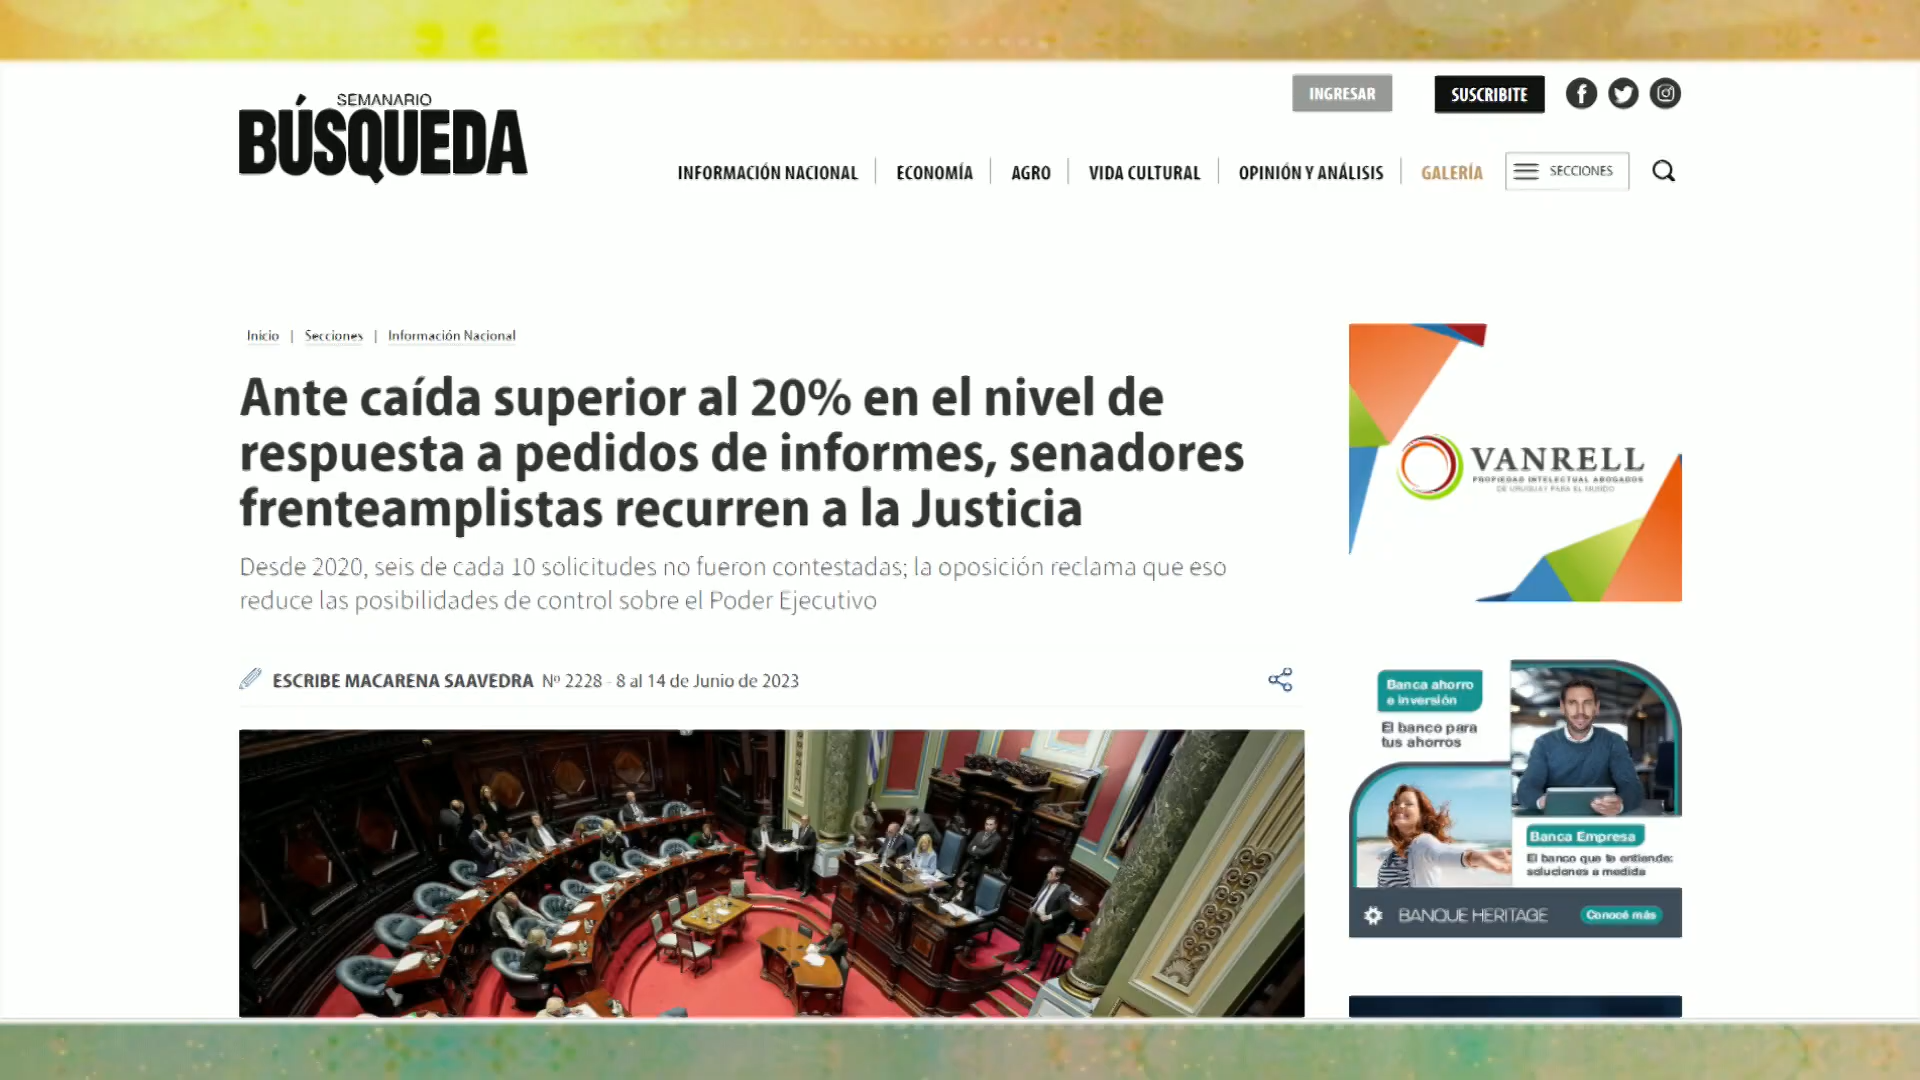 SEMANARIO
BÚSQUEDA
INGRESAR
SUSCRIBITE
INFORMACIÓN NACIONAL
ECONOMÍA
AGRO
VIDA CULTURAL
OPINIÓN Y ANÁLISIS
GALERÍA
SECCIONES
Inicio | Secciones | Información Nacional
Ante caída superior al 20% en el nivel de
respuesta a pedidos de informes, senadores
frenteamplistas recurren a la Justicia
Desde 2020, seis de cada 10 solicitudes no fueron contestadas; la oposición reclama que eso
reduce las posibilidades de control sobre el Poder Ejecutivo
ESCRIBE MACARENA SAAVEDRA Nº 2228 - 8 al 14 de Junio de 2023
VANRELL
PROPIEDAD INTELECTUAL ABOGADOS
DE URUGUAY PARA EL MUNDO
Banca ahorro
e inversión
El banco para
tus ahorros
Banca Empresa
El banco que te entiende:
soluciones a medida
BANQUE HERITAGE
Conocé más